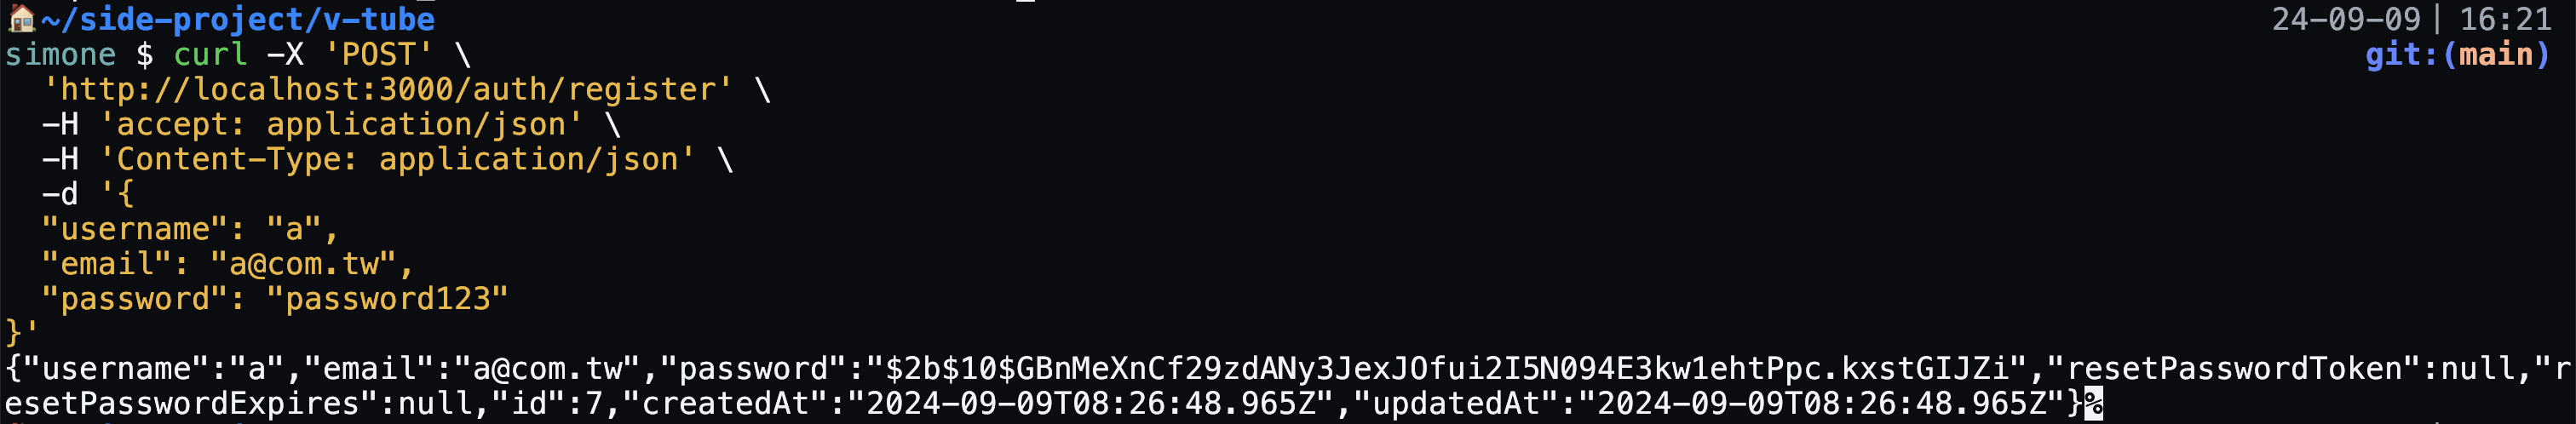 ~/side-project/v-tube 24-09-09 | 16:21
simone $ curl -X 'POST' \ git:(main)
'http://localhost:3000/auth/register' \
-H 'accept: application/json' \
-H 'Content-Type: application/json' \
-d '{
"username": "a",
"email": "a@com.tw",
"password": "password123"
}'
{"username":"a","email":"a@com.tw","password":"$2b$10$GBnMeXnCf29zdANy3JexJOfui2I5N094E3kw1ehtPpc.kxstGIJZi","resetPasswordToken":null,"r
esetPasswordExpires":null,"id":7,"createdAt":"2024-09-09T08:26:48.965Z","updatedAt":"2024-09-09T08:26:48.965Z"}%